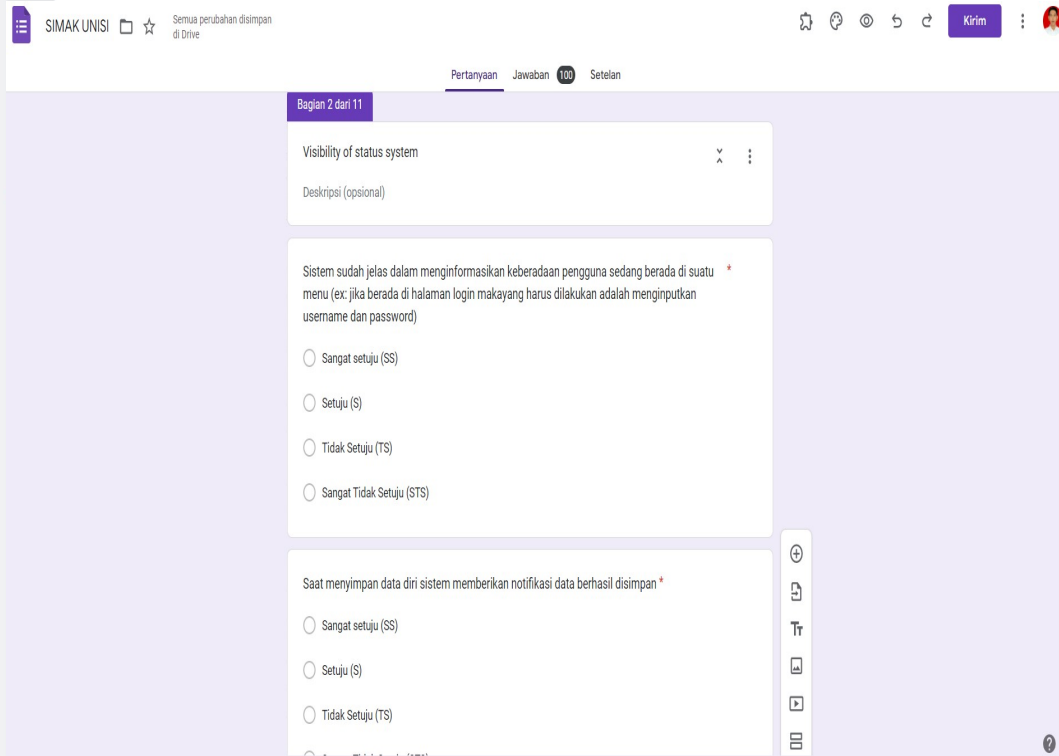 SIMAK UNISI
Semua perubahan disimpan
di Drive
Kirim
Pertanyaan Jawaban 100 Setelan
Bagian 2 dari 11
Visibility of status system
Deskripsi (opsional)
Sistem sudah jelas dalam menginformasikan keberadaan pengguna sedang berada di suatu *
menu (ex: jika berada di halaman login makayang harus dilakukan adalah menginputkan
username dan password)
Sangat setuju (SS)
Setuju (S)
Tidak Setuju (TS)
Sangat Tidak Setuju (STS)
Saat menyimpan data diri sistem memberikan notifikasi data berhasil disimpan *
Sangat setuju (SS)
Setuju (S)
Tidak Setuju (TS)